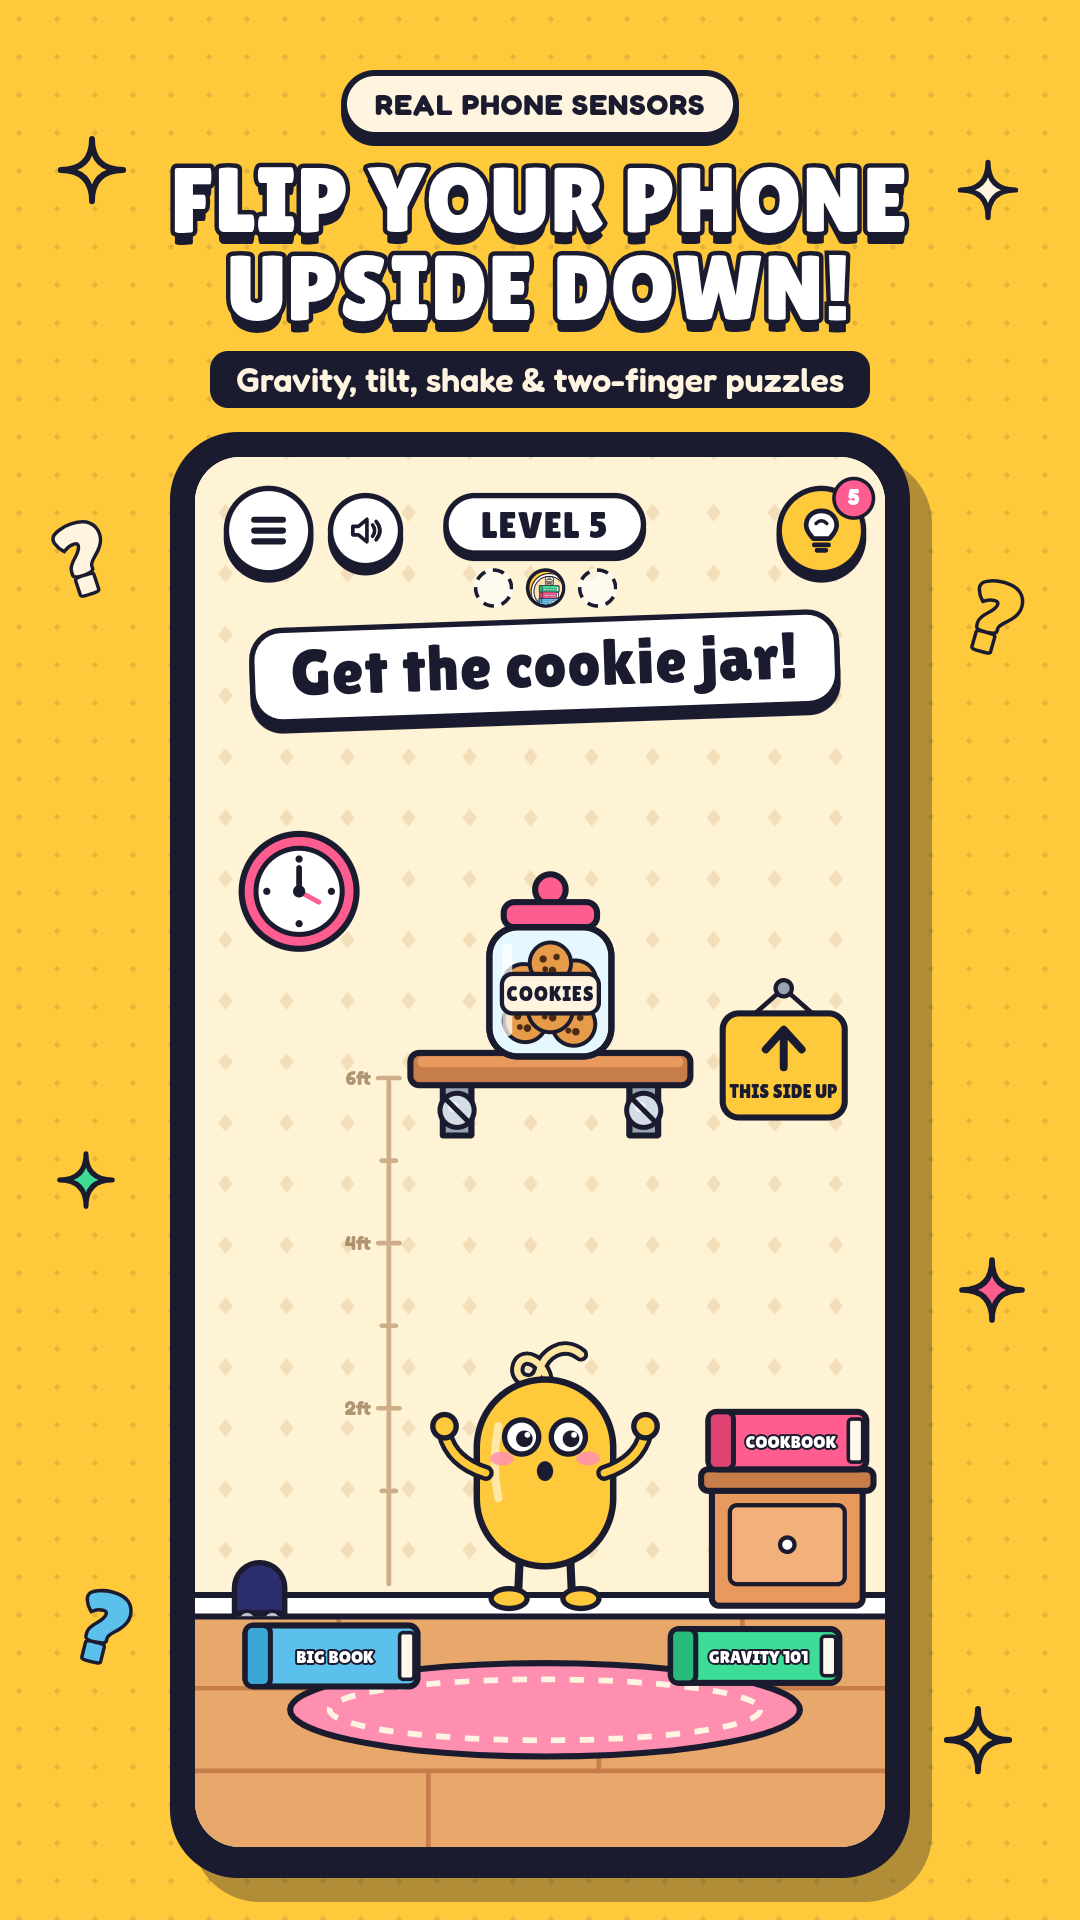 REAL PHONE SENSORS
FLIP YOUR PHONE
UPSIDE DOWN!
Gravity, tilt, shake & two-finger puzzles
5
LEVEL 5
Get the cookie jar!
COOKIES
6ft
THIS SIDE UP
4ft
2ft
COOKBOOK
BIG BOOK
GRAVITY 101